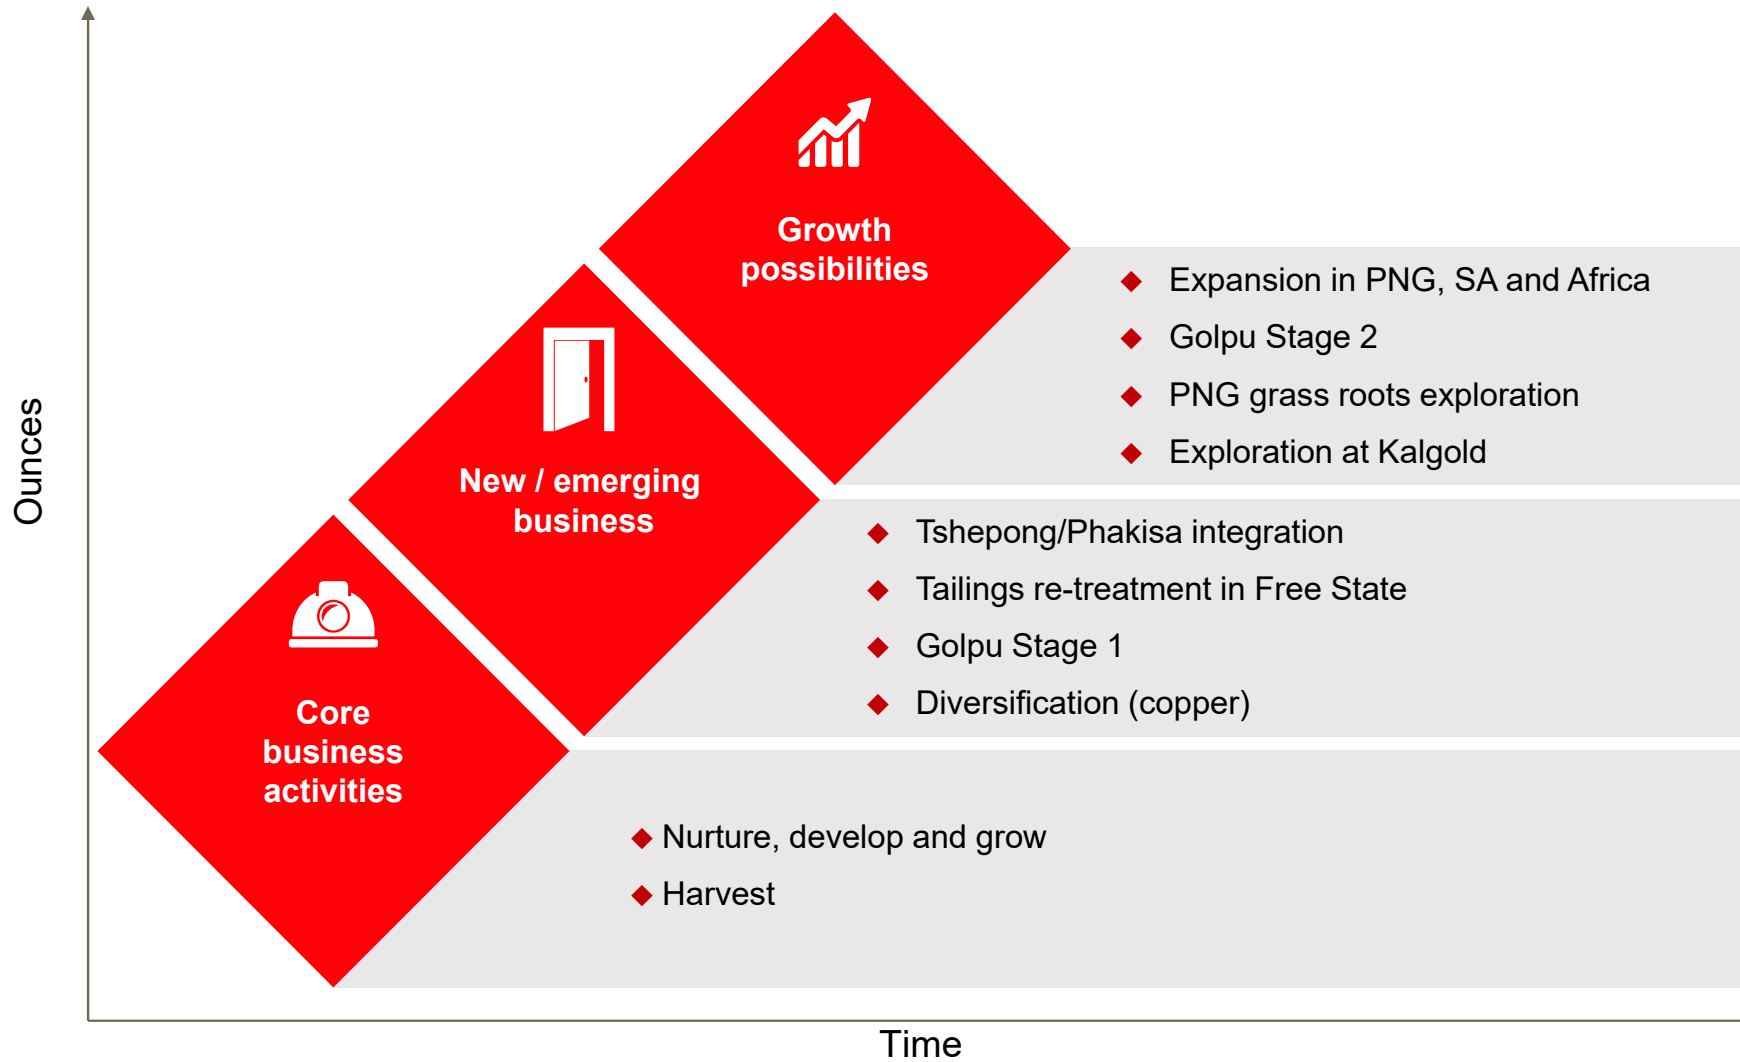 Ounces
Growth
possibilities
Expansion in PNG, SA and Africa
Golpu Stage 2
PNG grass roots exploration
Exploration at Kalgold
New / emerging
business
Tshepong/Phakisa integration
Tailings re-treatment in Free State
Golpu Stage 1
Diversification (copper)
Core
business
activities
Nurture, develop and grow
Harvest
Time